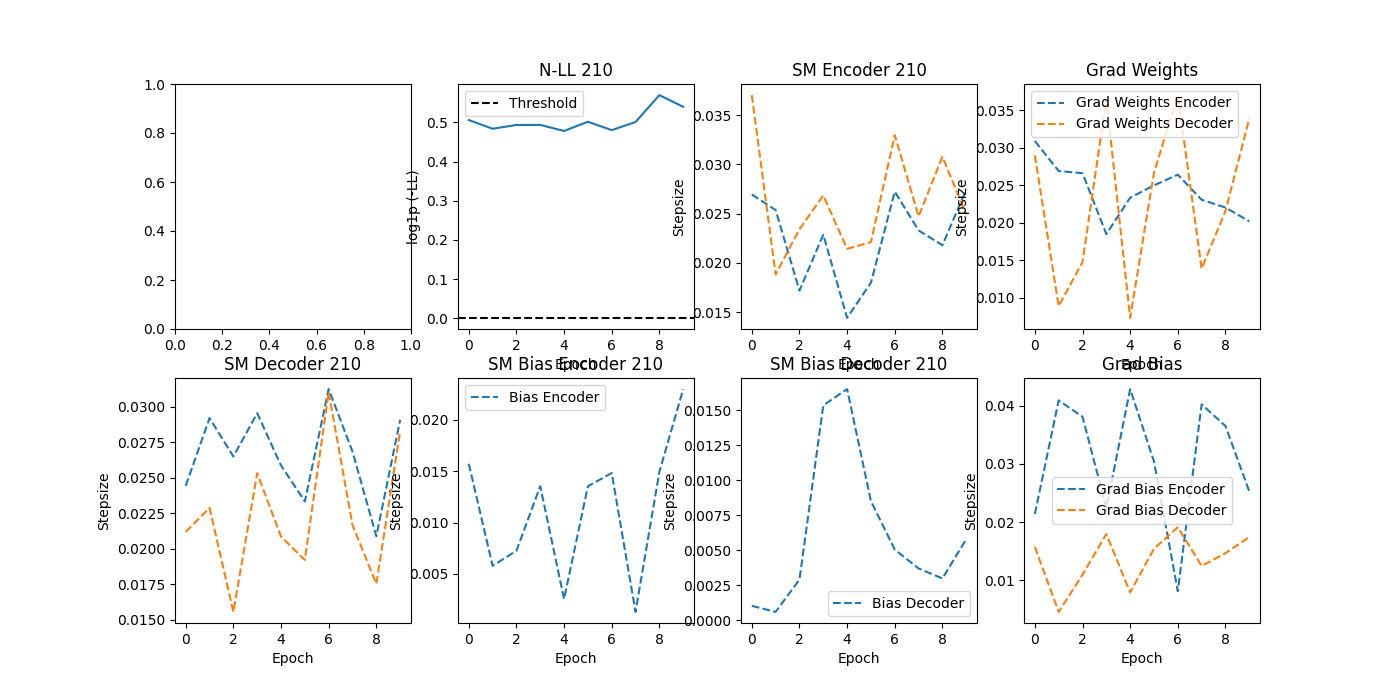 N-LL 210
SM Encoder 210
Grad Weights
1.0
0.8
0.6
0.4
0.2
0.0
0.0 0.2 0.4 0.6 0.8 1.0
log1p (-LL)
0.5
0.4
0.3
0.2
0.1
0.0
Threshold
0 2 4 6 8
Epoch
Stepsize
0.035
0.030
0.025
0.020
0.015
0 2 4 6 8
Epoch
Stepsize
0.035
0.030
0.025
0.020
0.015
0.010
Grad Weights Encoder
Grad Weights Decoder
0 2 4 6 8
Epoch
SM Decoder 210
SM Bias Encoder 210
SM Bias Decoder 210
Grad Bias
Stepsize
0.0300
0.0275
0.0250
0.0225
0.0200
0.0175
0.0150
0 2 4 6 8
Epoch
Stepsize
0.020
0.015
0.010
0.005
Bias Encoder
0 2 4 6 8
Epoch
Stepsize
0.0150
0.0125
0.0100
0.0075
0.0050
0.0025
0.0000
Bias Decoder
0 2 4 6 8
Epoch
Stepsize
0.04
0.03
0.02
0.01
Grad Bias Encoder
Grad Bias Decoder
0 2 4 6 8
Epoch